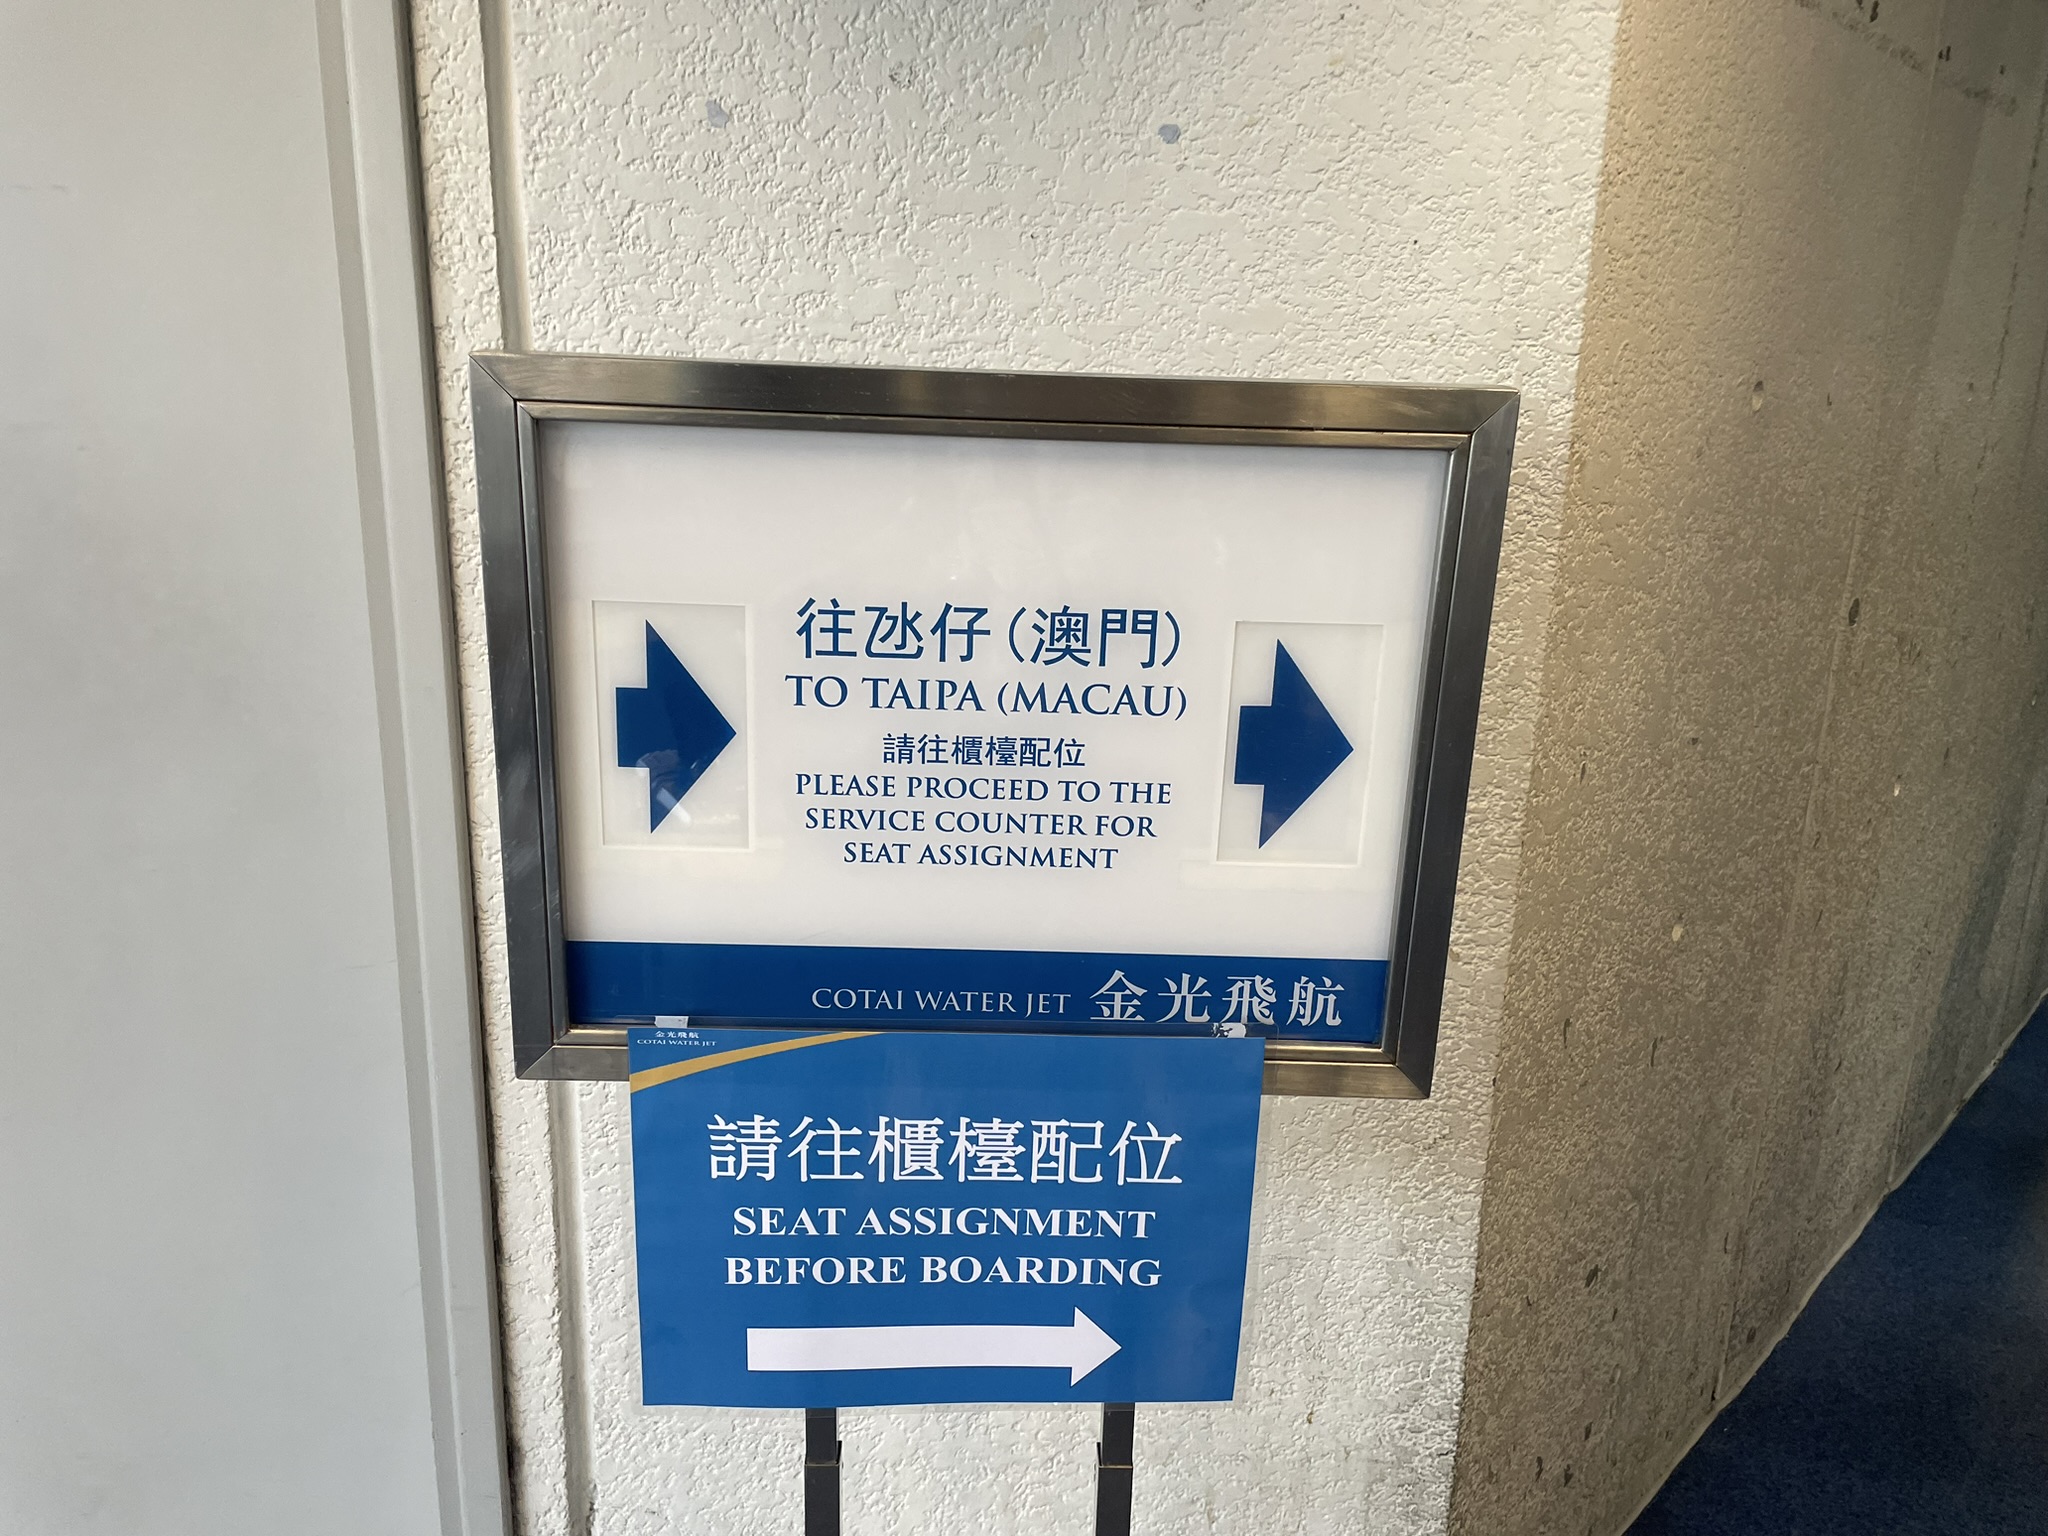 往氹仔(澳門)
TO TAIPA (MACAU)
請往櫃檯配位
PLEASE PROCEED TO THE
SERVICE COUNTER FOR
SEAT ASSIGNMENT
COTAI WATER JET 金光飛航
金光飛航
COTAI WATER JET
請往櫃檯配位
SEAT ASSIGNMENT
BEFORE BOARDING